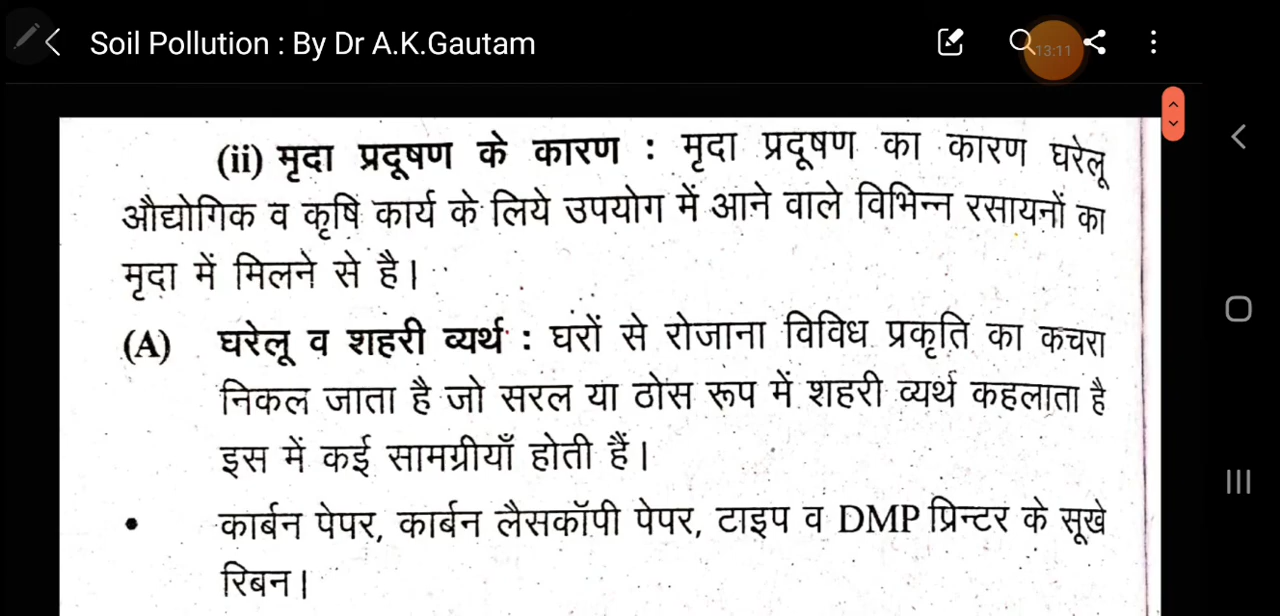 Soil Pollution : By Dr A.K.Gautam
13:11
(ii) मृदा प्रदूषण के कारण : मृदा प्रदूषण का कारण घरेलू
औद्योगिक व कृषि कार्य के लिये उपयोग में आने वाले विभिन्न रसायनों का
मृदा में मिलने से है।
(A) घरेलू व शहरी व्यर्थ : घरों से रोजाना विविध प्रकृति का कचरा
निकल जाता है जो सरल या ठोस रूप में शहरी व्यर्थ कहलाता है
इस में कई सामग्रीयाँ होती हैं।
• कार्बन पेपर, कार्बन लैसकॉपी पेपर, टाइप व DMP प्रिन्टर के सूखे
रिबन।